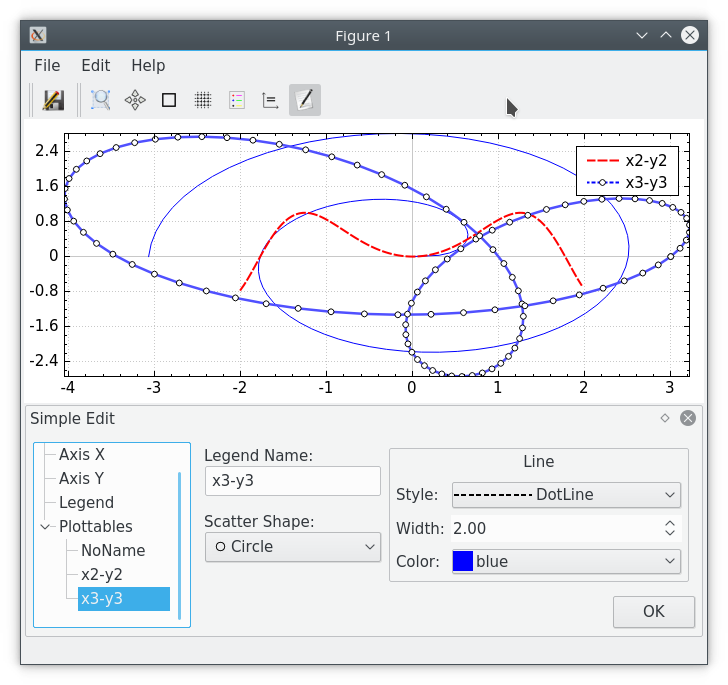 Figure 1
File Edit Help
x2-y2
x3-y3
2.4
1.6
0.8
0
-0.8
-1.6
-2.4
-4 -3 -2 -1 0 1 2 3
Simple Edit
Axis X
Axis Y
Legend
Plottables
NoName
x2-y2
x3-y3
Legend Name:
x3-y3
Scatter Shape:
Circle
Line
Style: DotLine
Width: 2.00
Color: blue
OK